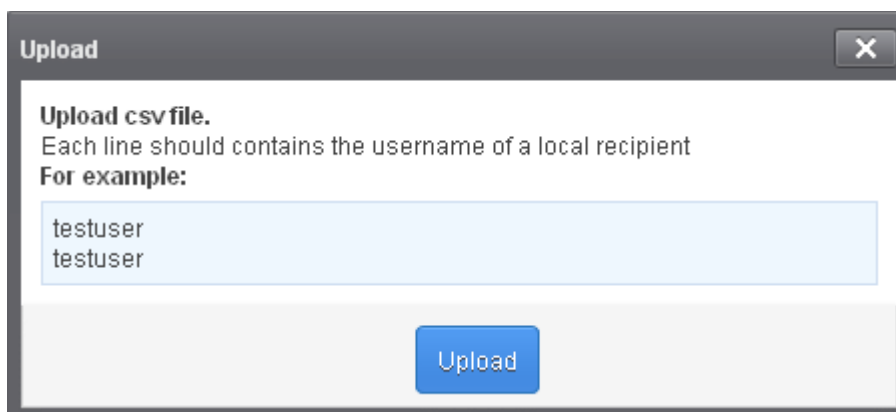 Upload
Upload csv file.
Each line should contains the username of a local recipient
For example:
testuser
testuser
Upload